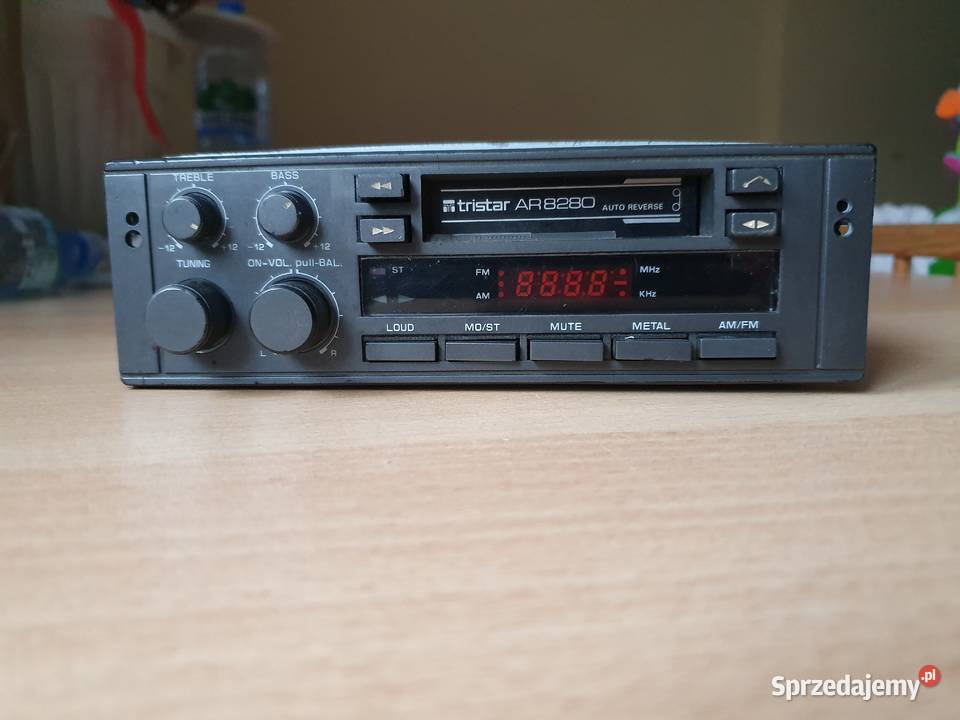 TREBLE
BASS
-12 +12
-12 +12
TUNING
ON-VOL. pull-BAL.
L R
tristar AR8280 AUTO REVERSE
ST
FM
AM
8888
MHz
KHz
LOUD
MO/ST
MUTE
METAL
AM/FM
Sprzedajemy.pl